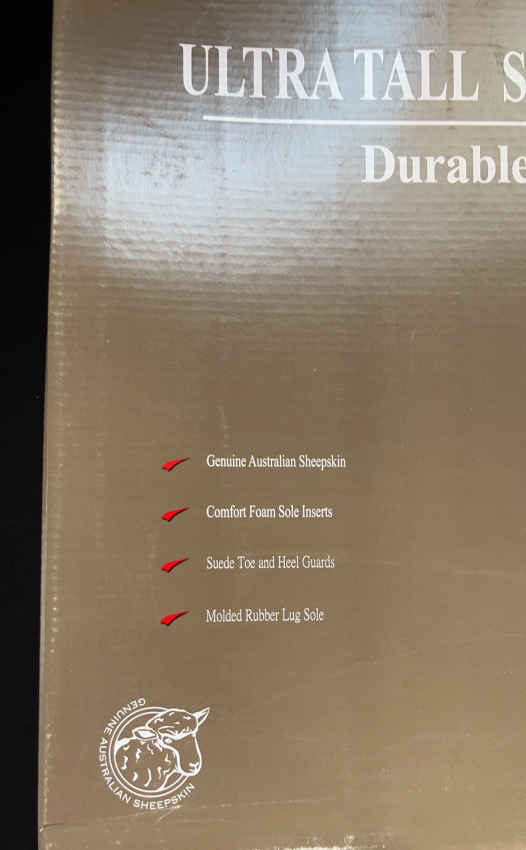 ULTRA TALL S
Durable
Genuine Australian Sheepskin
Comfort Foam Sole Inserts
Suede Toe and Heel Guards
Molded Rubber Lug Sole
GENUINE AUSTRALIAN SHEEPSKIN